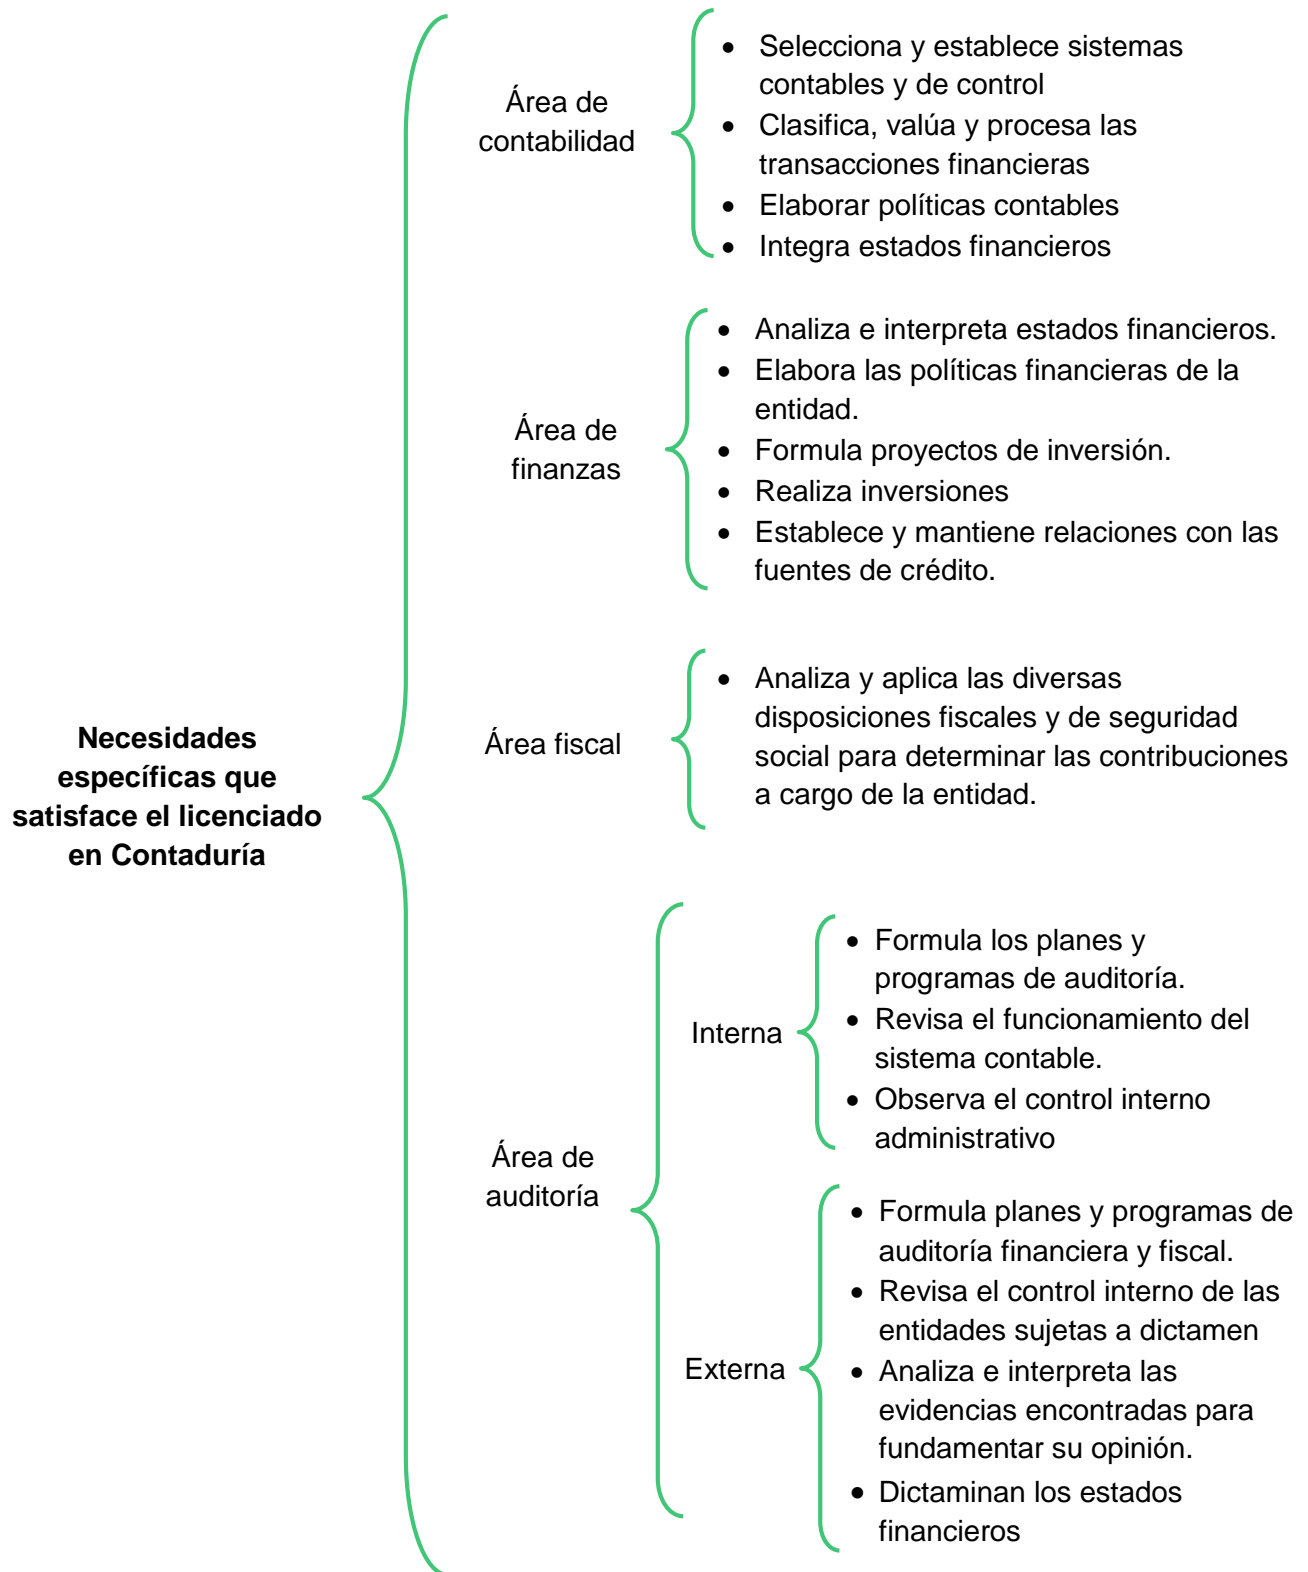 Necesidades
específicas que
satisface el licenciado
en Contaduría
Área de
contabilidad
• Selecciona y establece sistemas
contables y de control
• Clasifica, valúa y procesa las
transacciones financieras
• Elaborar políticas contables
• Integra estados financieros
Área de
finanzas
• Analiza e interpreta estados financieros.
• Elabora las políticas financieras de la
entidad.
• Formula proyectos de inversión.
• Realiza inversiones
• Establece y mantiene relaciones con las
fuentes de crédito.
Área fiscal
• Analiza y aplica las diversas
disposiciones fiscales y de seguridad
social para determinar las contribuciones
a cargo de la entidad.
Área de
auditoría
Interna
• Formula los planes y
programas de auditoría.
• Revisa el funcionamiento del
sistema contable.
• Observa el control interno
administrativo
Externa
• Formula planes y programas de
auditoría financiera y fiscal.
• Revisa el control interno de las
entidades sujetas a dictamen
• Analiza e interpreta las
evidencias encontradas para
fundamentar su opinión.
• Dictaminan los estados
financieros